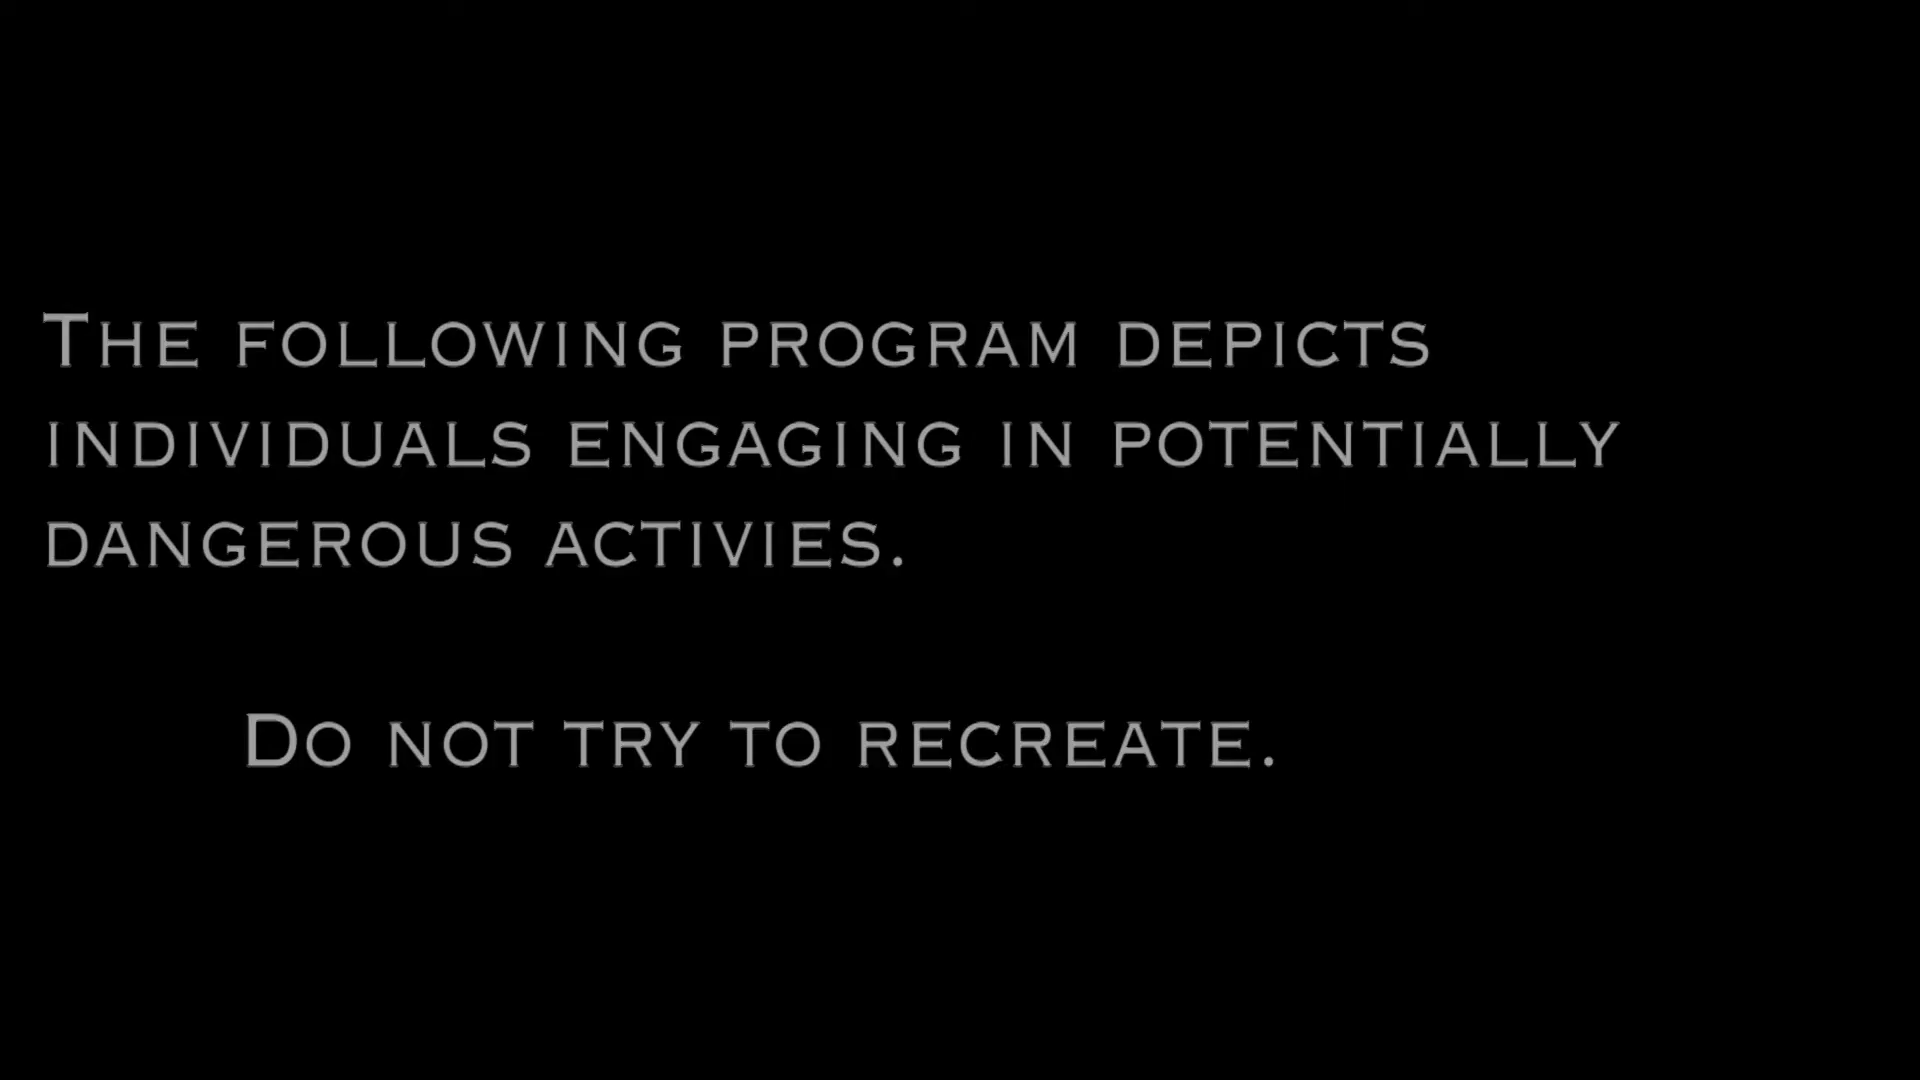 The following program depicts
individuals engaging in potentially
dangerous activies.
Do not try to recreate.